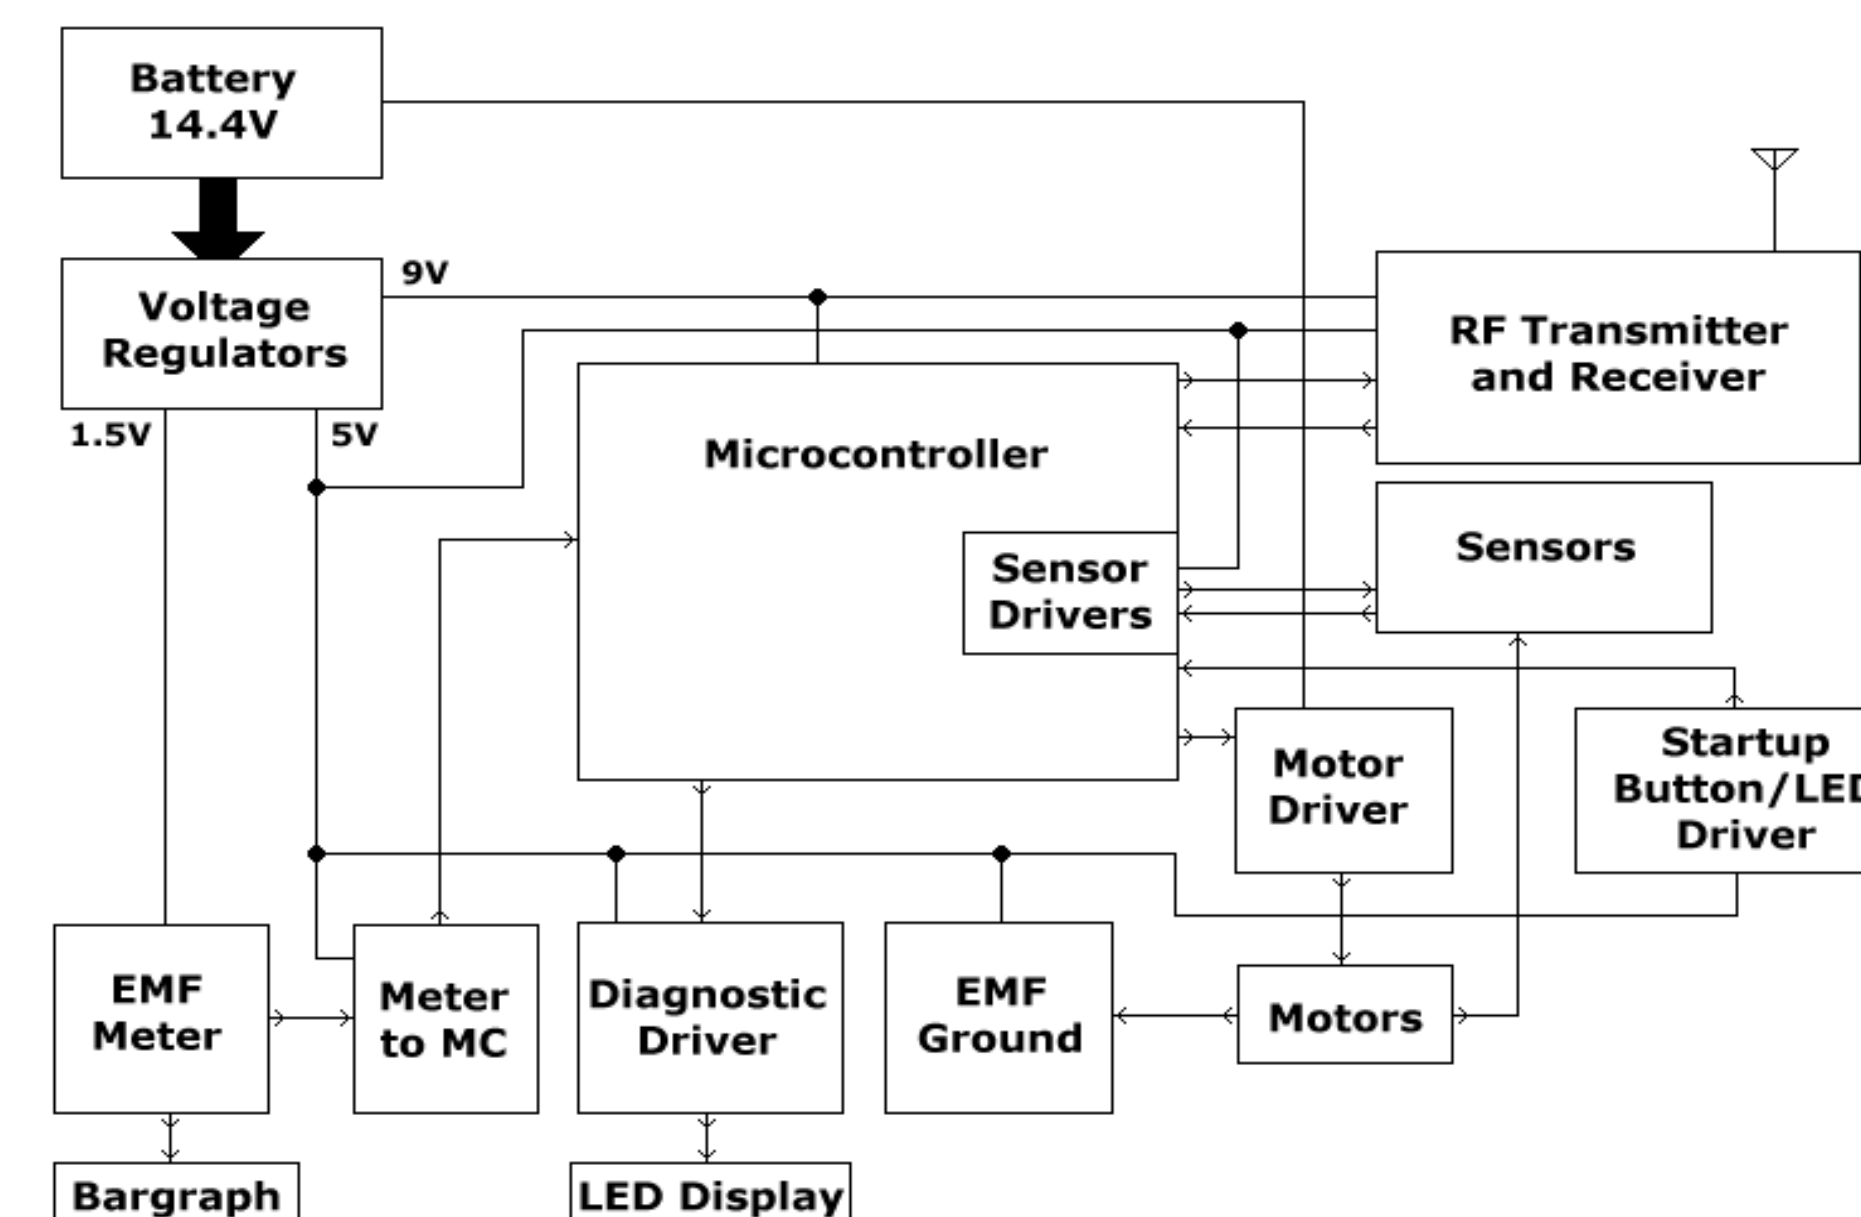 Battery
14.4V
9V
Voltage
Regulators
RF Transmitter
and Receiver
1.5V
5V
Microcontroller
Sensors
Sensor
Drivers
Motor
Driver
Startup
Button/LED
Driver
EMF
Meter
Meter
to MC
Diagnostic
Driver
EMF
Ground
Motors
Bargraph
LED Display